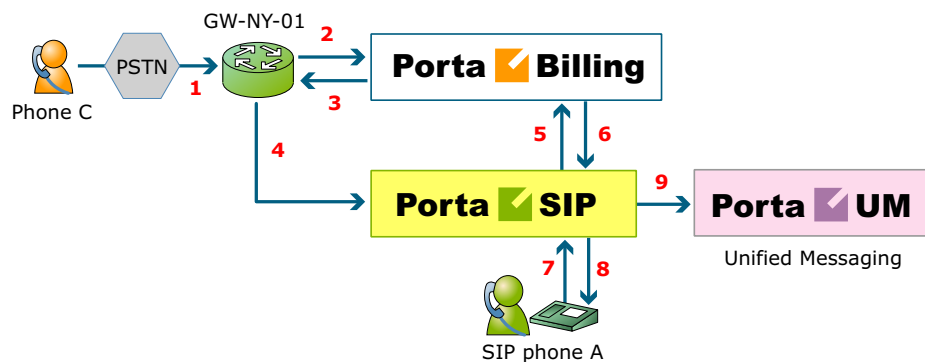 GW-NY-01
2
PSTN
Porta Billing
1
3
Phone C
4
5
6
9
Porta SIP
Porta UM
7
8
Unified Messaging
SIP phone A